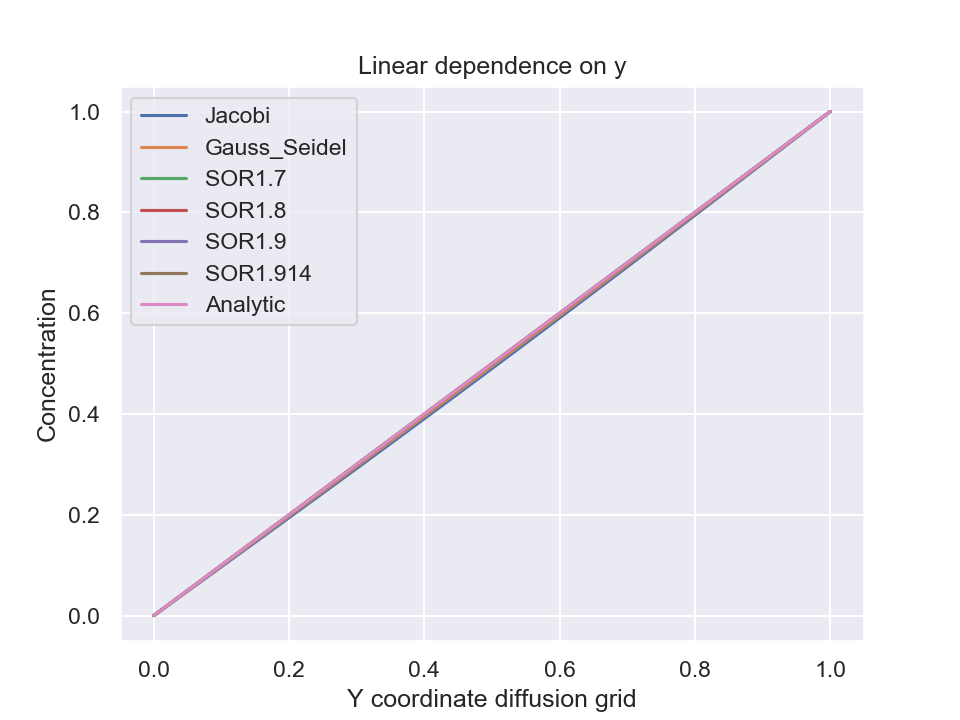 Linear dependence on y
Jacobi
Gauss_Seidel
SOR1.7
SOR1.8
SOR1.9
SOR1.914
Analytic
Concentration
1.0
0.8
0.6
0.4
0.2
0.0
0.0 0.2 0.4 0.6 0.8 1.0
Y coordinate diffusion grid